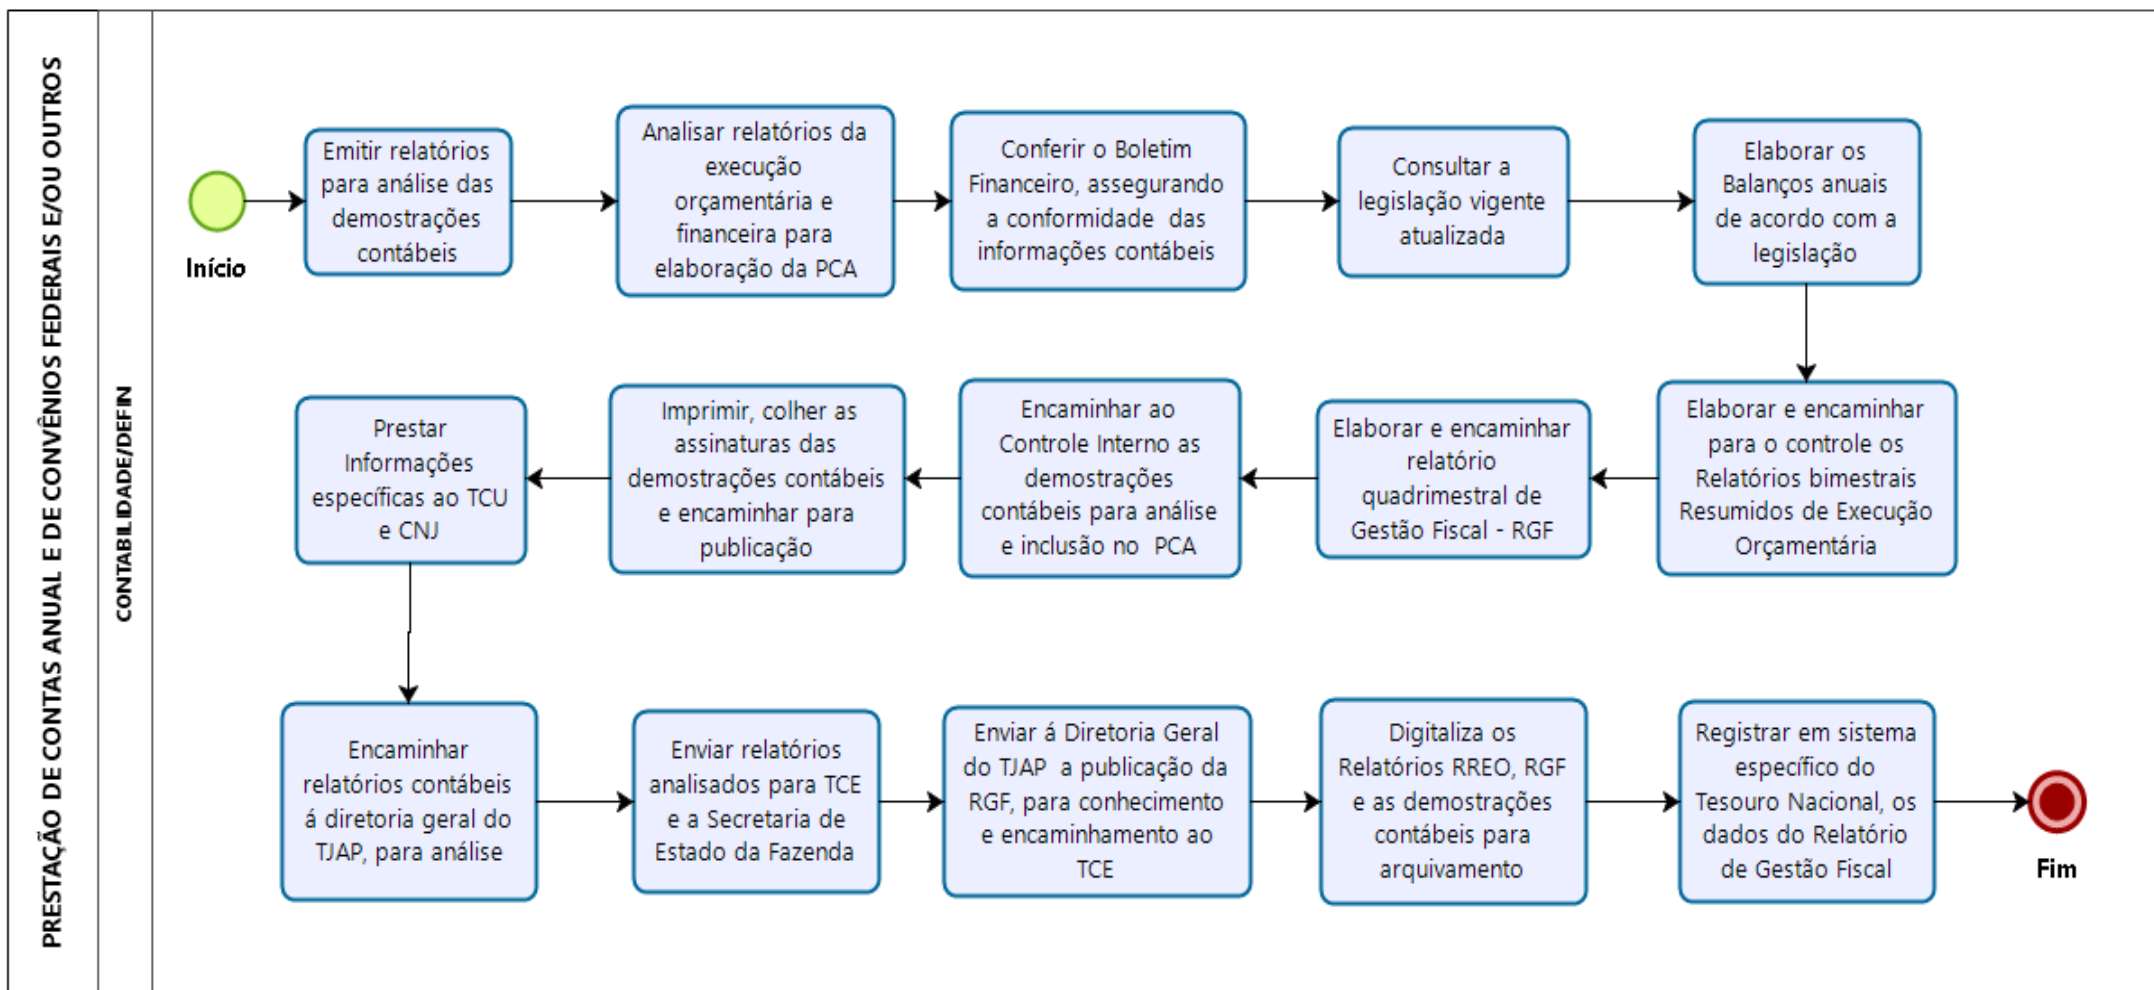 PRESTAÇÃO DE CONTAS ANUAL E DE CONVÊNIOS FEDERAIS E/OU OUTROS
CONTABILIDADE/DEFIN
Início
Emitir relatórios
para análise das
demostrações
contábeis
Analisar relatórios da
execução
orçamentária e
financeira para
elaboração da PCA
Conferir o Boletim
Financeiro, assegurando
a conformidade das
informações contábeis
Consultar a
legislação vigente
atualizada
Elaborar os
Balanços anuais
de acordo com a
legislação
Elaborar e encaminhar
para o controle os
Relatórios bimestrais
Resumidos de Execução
Orçamentária
Elaborar e encaminhar
relatório
quadrimestral de
Gestão Fiscal - RGF
Encaminhar ao
Controle Interno as
demostrações
contábeis para análise
e inclusão no PCA
Imprimir, colher as
assinaturas das
demostrações contábeis
e encaminhar para
publicação
Prestar
Informações
específicas ao TCU
e CNJ
Encaminhar
relatórios contábeis
á diretoria geral do
TJAP, para análise
Enviar relatórios
analisados para TCE
e a Secretaria de
Estado da Fazenda
Enviar á Diretoria Geral
do TJAP a publicação da
RGF, para conhecimento
e encaminhamento ao
TCE
Digitaliza os
Relatórios RREO, RGF
e as demostrações
contábeis para
arquivamento
Registrar em sistema
específico do
Tesouro Nacional, os
dados do Relatório
de Gestão Fiscal
Fim